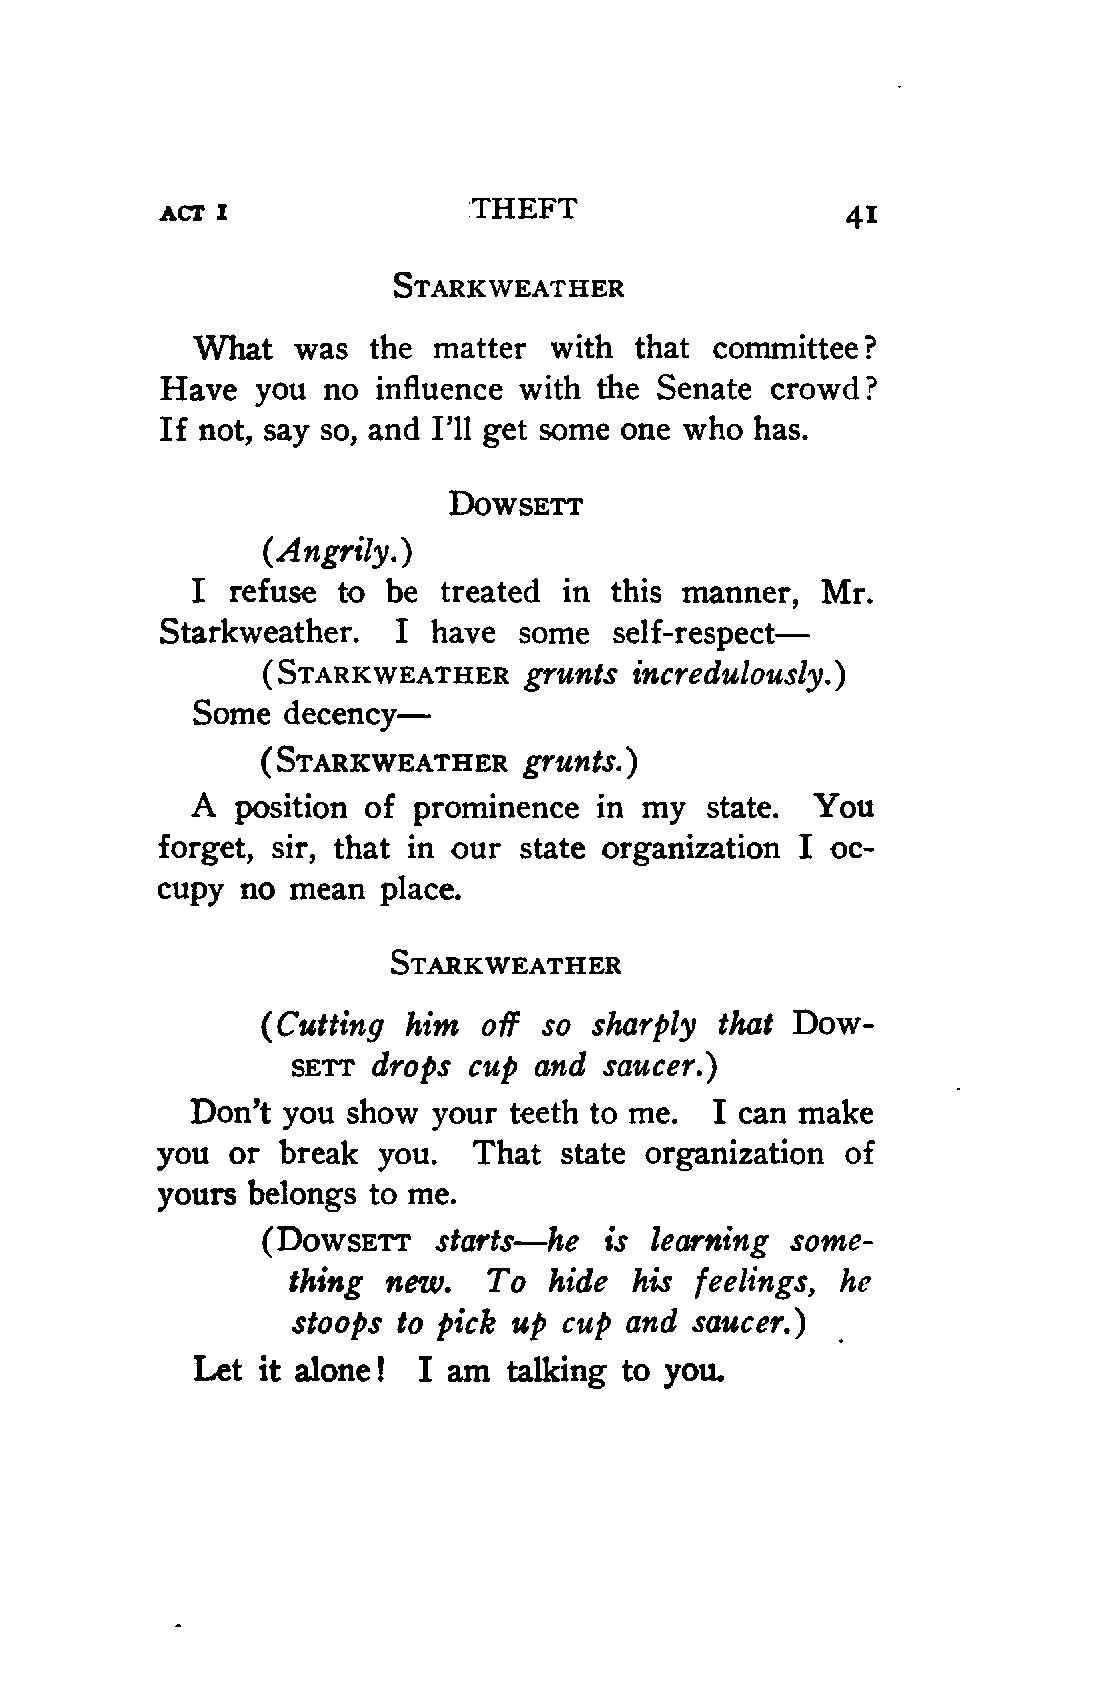 ACT I THEFT 41
STARKWEATHER
What was the matter with that committee?
Have you no influence with the Senate crowd?
If not, say so, and I'll get some one who has.
DOWSETT
(Angrily.)
I refuse to be treated in this manner, Mr.
Starkweather. I have some self-respect—
(STARKWEATHER grunts incredulously.)
Some decency—
(STARKWEATHER grunts.)
A position of prominence in my state. You
forget, sir, that in our state organization I oc-
cupy no mean place.
STARKWEATHER
(Cutting him off so sharply that DOW-
SETT drops cup and saucer.)
Don't you show your teeth to me. I can make
you or break you. That state organization of
yours belongs to me.
(DOWSETT starts—he is learning some-
thing new. To hide his feelings, he
stoops to pick up cup and saucer.)
Let it alone! I am talking to you.